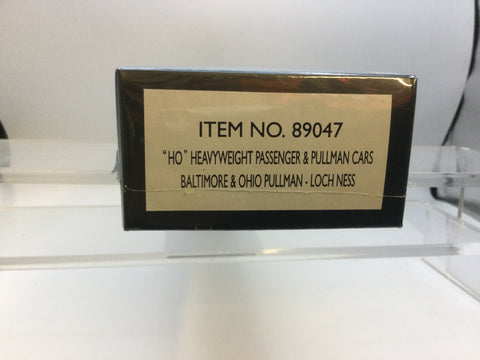 ITEM NO. 89047
"HO" HEAVYWEIGHT PASSENGER & PULLMAN CARS
BALTIMORE & OHIO PULLMAN - LOCH NESS